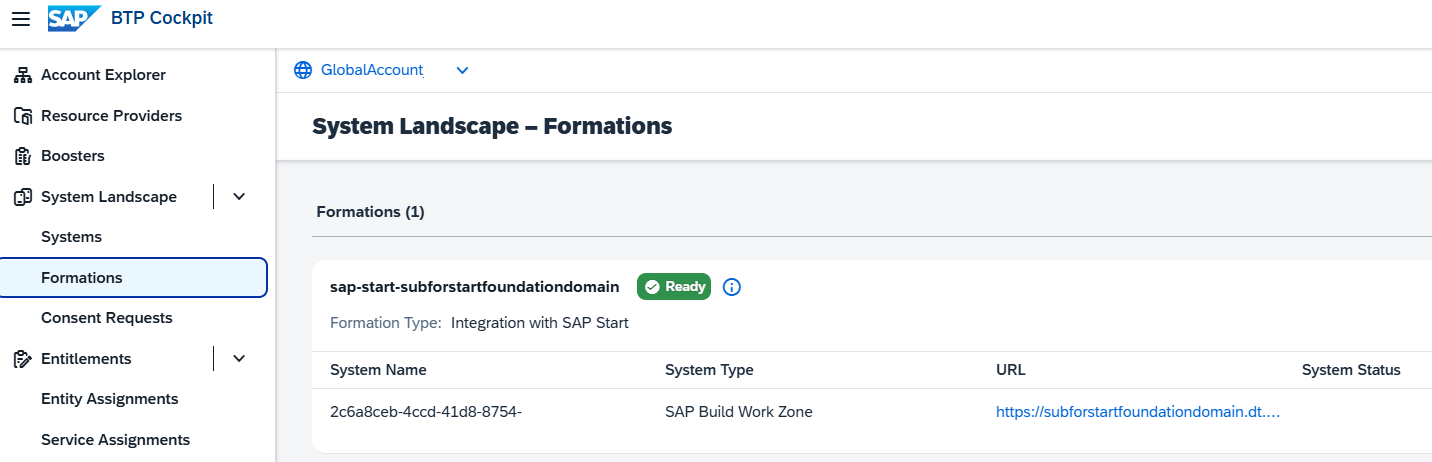 SAP BTP Cockpit
Account Explorer
Resource Providers
Boosters
System Landscape
Systems
Formations
Consent Requests
Entitlements
Entity Assignments
Service Assignments
GlobalAccount
System Landscape – Formations
Formations (1)
sap-start-subforstartfoundationdomain Ready
Formation Type: Integration with SAP Start
System Name System Type URL System Status
2c6a8ceb-4ccd-41d8-8754- SAP Build Work Zone https://subforstartfoundationdomain.dt....